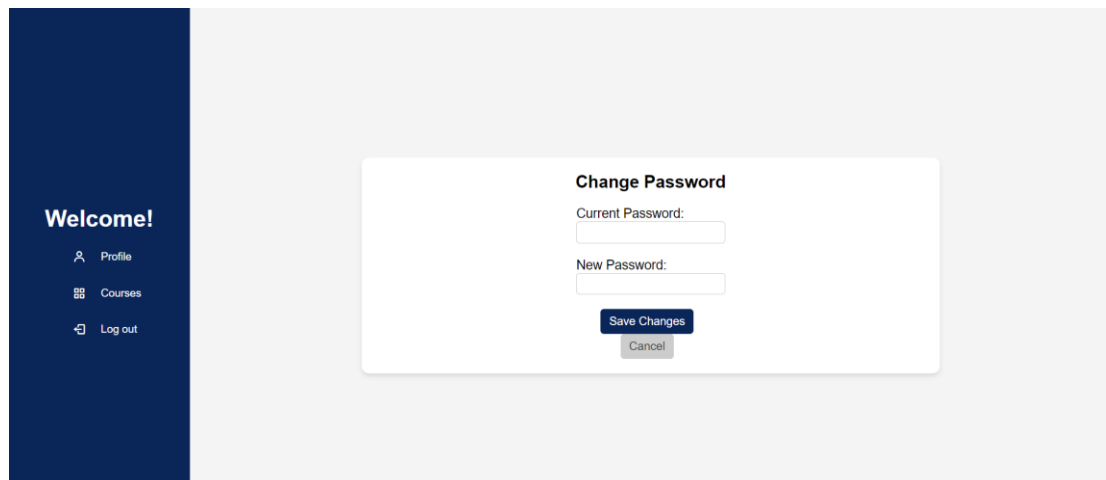 Welcome!
Profile
Courses
Log out
Change Password
Current Password:
New Password:
Save Changes
Cancel